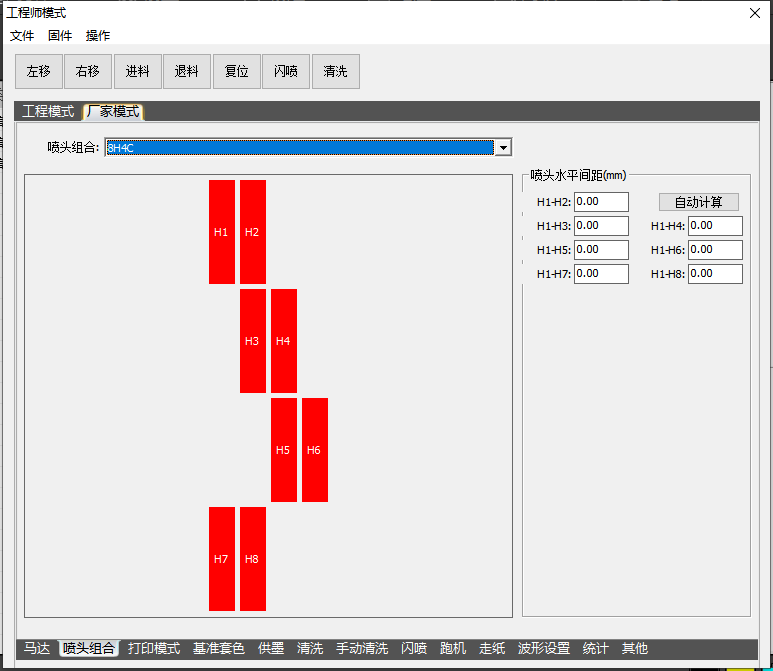 工程师模式
文件 固件 操作
左移 右移 进料 退料 复位 闪喷 清洗
工程模式 厂家模式
喷头组合: 8H4C
喷头水平间距(mm)
H1-H2: 0.00 自动计算
H1-H3: 0.00 H1-H4: 0.00
H1-H5: 0.00 H1-H6: 0.00
H1-H7: 0.00 H1-H8: 0.00
H1 H2
H3 H4
H5 H6
H7 H8
马达 喷头组合 打印模式 基准套色 供墨 清洗 手动清洗 闪喷 跑机 走纸 波形设置 统计 其他